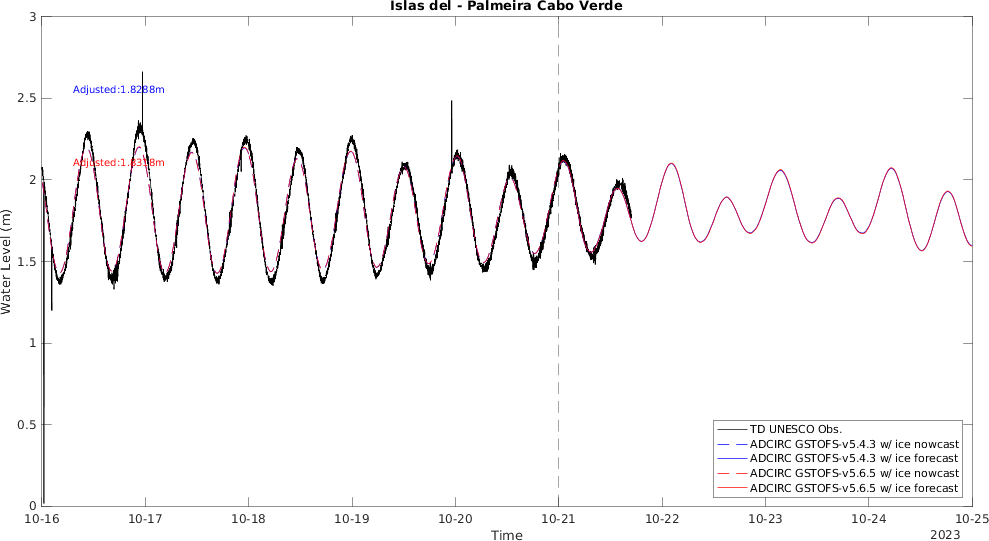 Islas del - Palmeira Cabo Verde
Water Level (m)
3
2.5
2
1.5
1
0.5
0
Adjusted:1.8288m
10-16
10-17
10-18
10-19
10-20
10-21
10-22
10-23
10-24
10-25
Time
2023
TD UNESCO Obs.
ADCIRC GSTOFS-v5.4.3 w/ ice nowcast
ADCIRC GSTOFS-v5.4.3 w/ ice forecast
ADCIRC GSTOFS-v5.6.5 w/ ice nowcast
ADCIRC GSTOFS-v5.6.5 w/ ice forecast